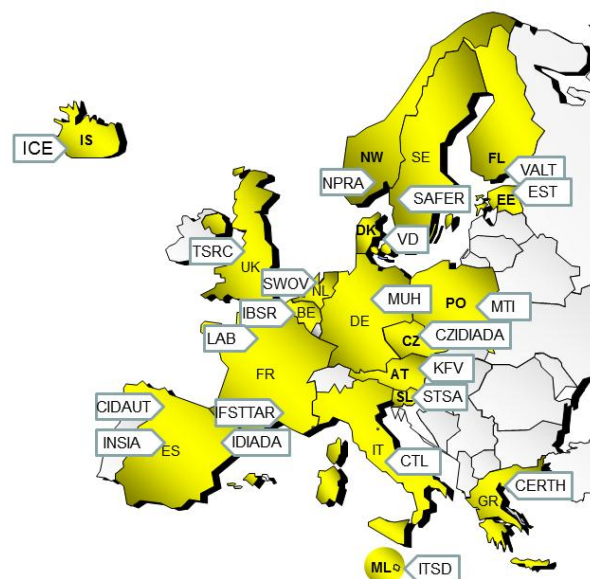 IS
ICE
NW
SE
FL
NPRA
VALT
SAFER
EE
EST
DK
VD
TSRC
UK
SWOV
NL
IBSR
BE
DE
MUH
PO
MTI
LAB
CZ
CZIDIADA
FR
AT
KFV
SL
STSA
CIDAUT
IFSTTAR
INSIA
ES
IDIADA
IT
CTL
GR
CERTH
ML
ITSD